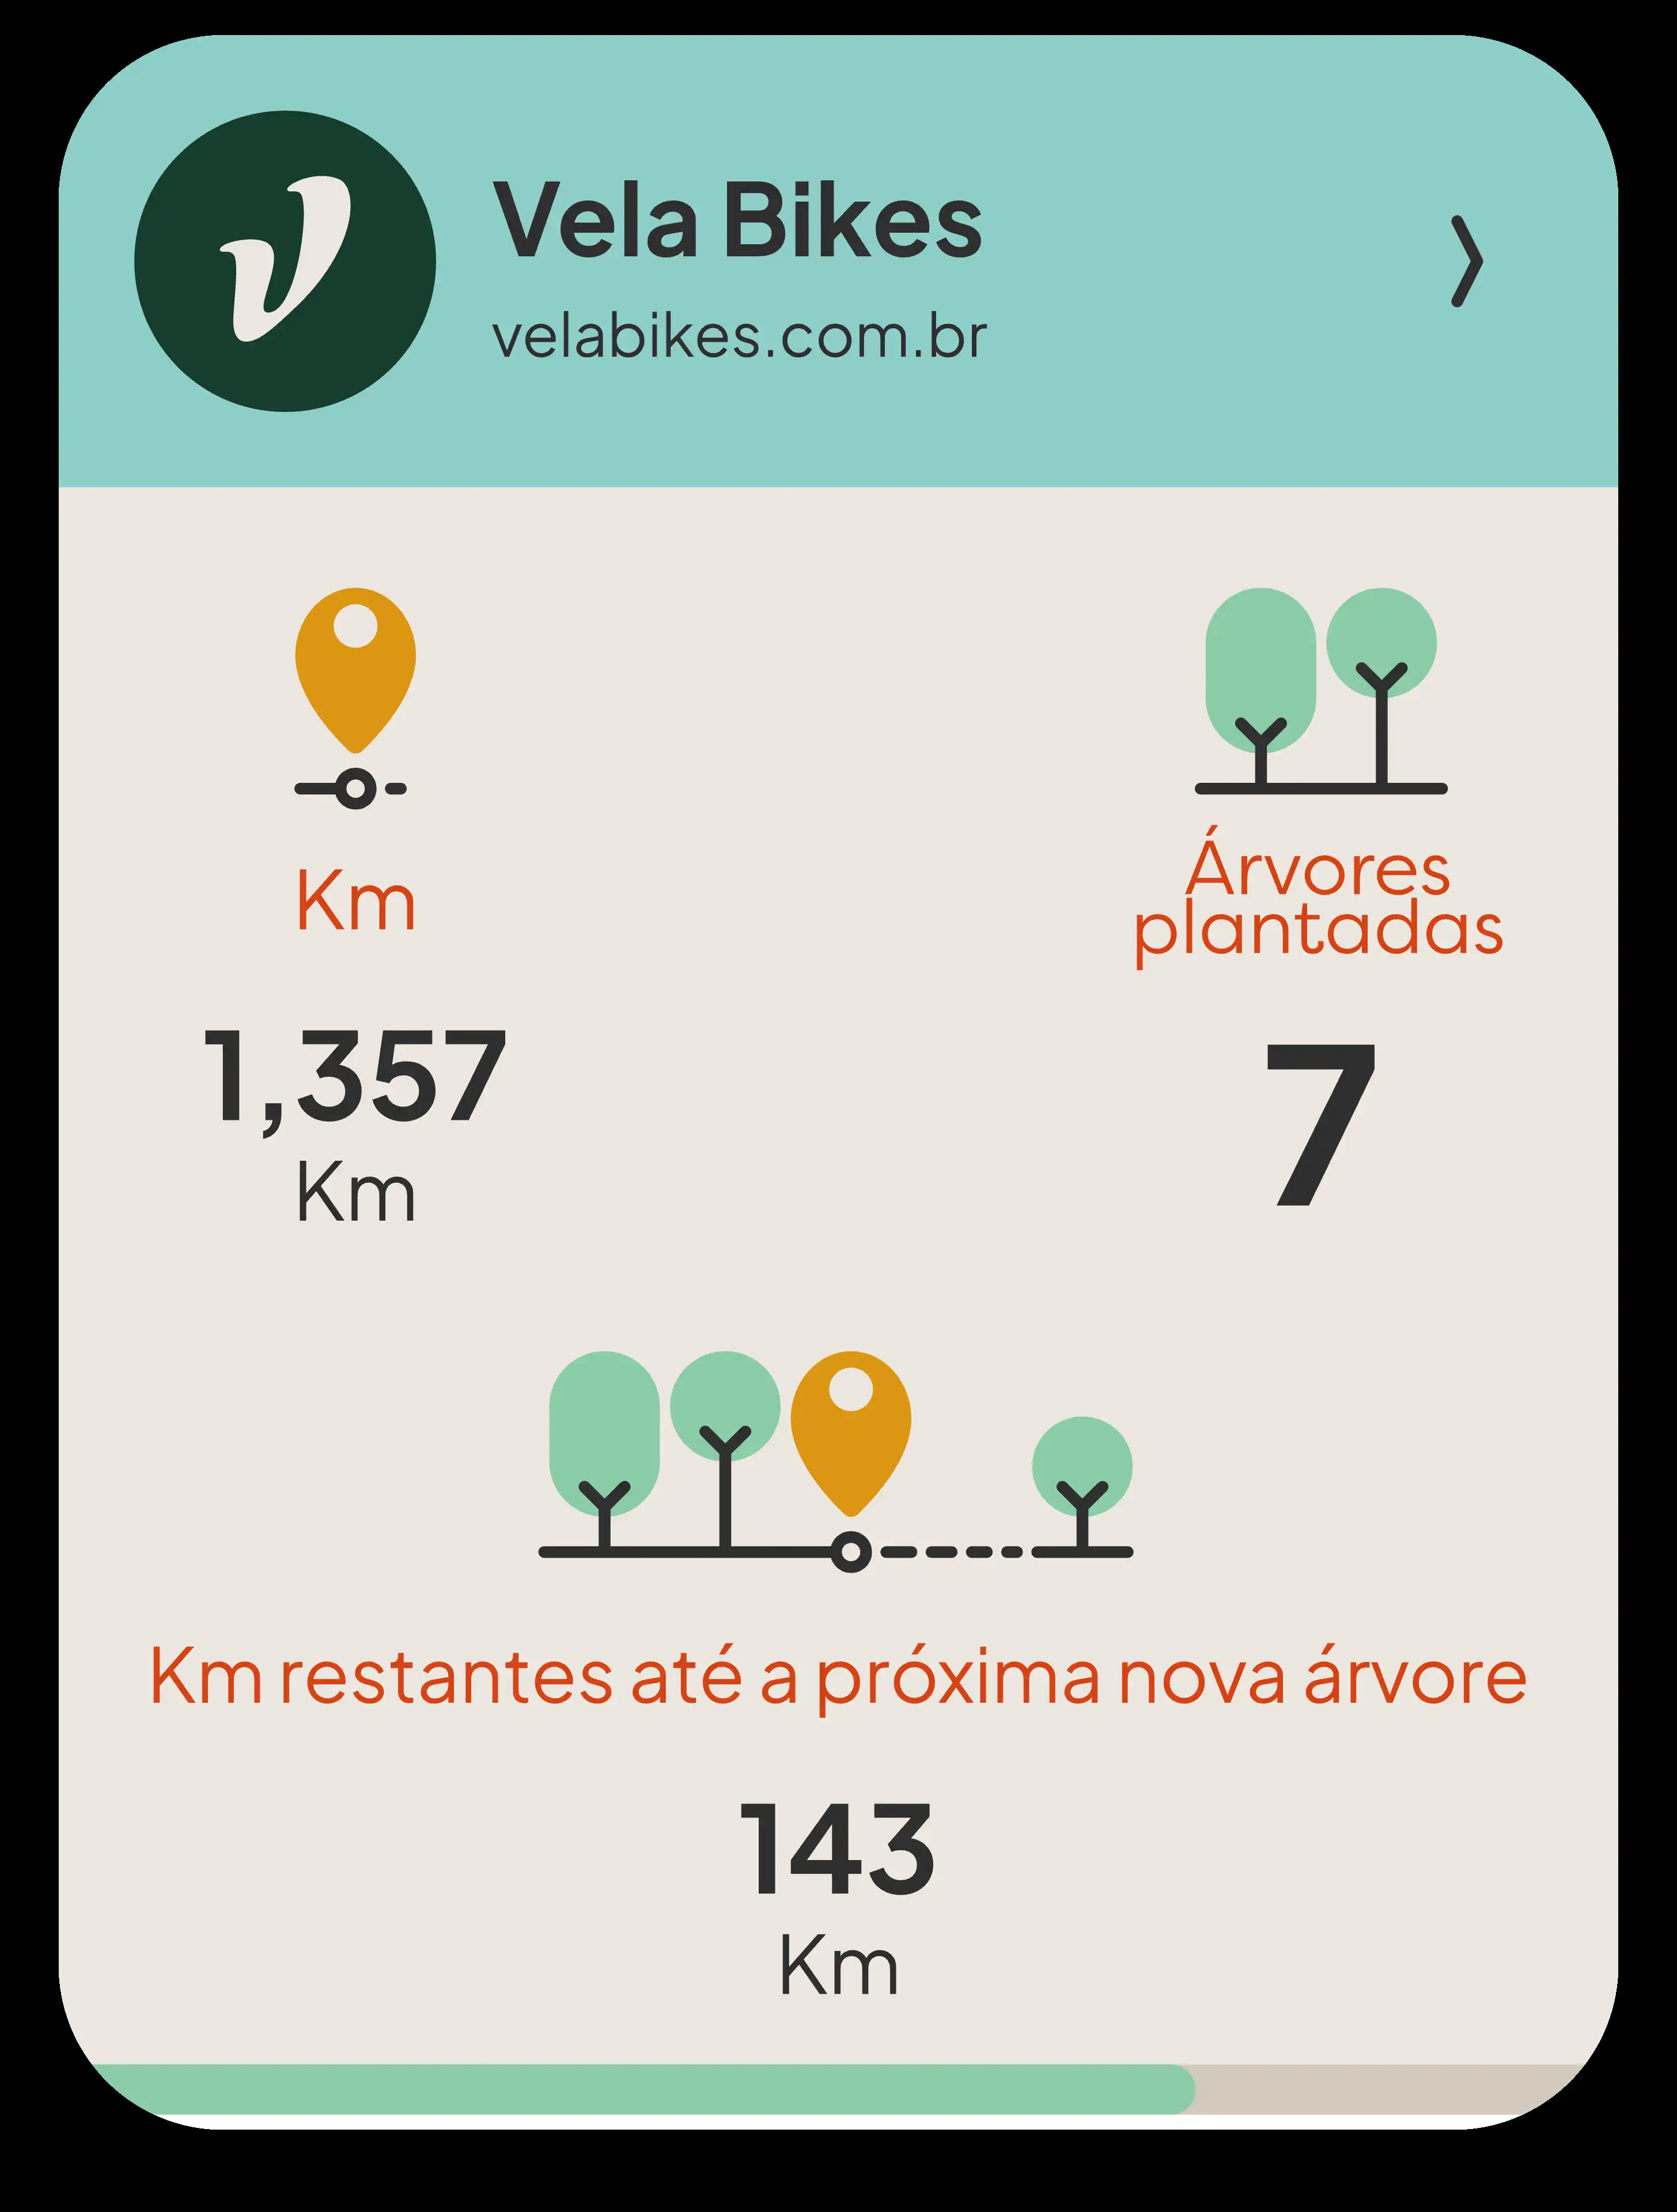 Vela Bikes
velabikes.com.br
Km
1,357
Km
Árvores
plantadas
7
Km restantes até a próxima nova árvore
143
Km